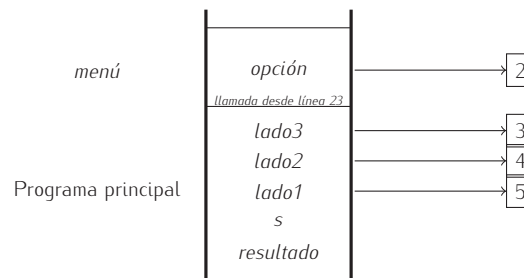 menú opción 2
llamada desde línea 23
lado3 3
lado2 4
Programa principal lado1 5
s
resultado